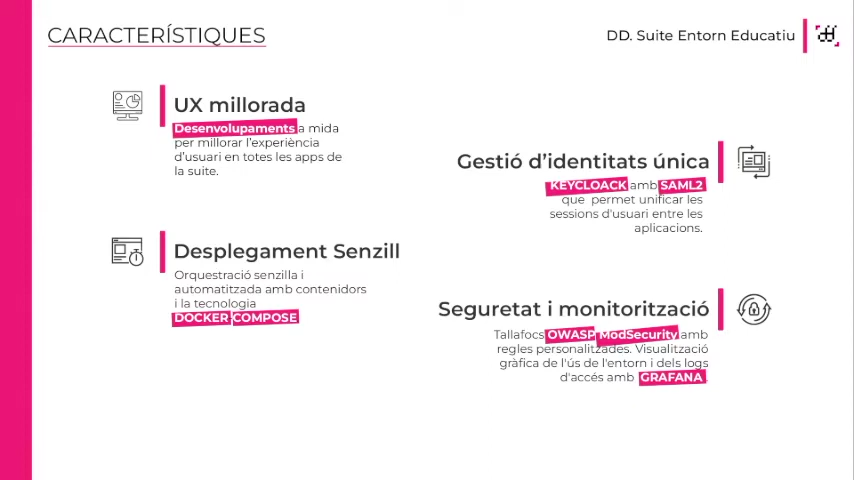 CARACTERÍSTIQUES
DD. Suite Entorn Educatiu
UX millorada
Desenvolupaments a mida
per millorar l'experiència
d'usuari en totes les apps de
la suite.
Gestió d'identitats única
KEYCLOACK amb SAML2
que permet unificar les
sessions d'usuari entre les
aplicacions.
Desplegament Senzill
Orquestració senzilla i
automatitzada amb contenidors
i la tecnologia
DOCKER-COMPOSE
Seguretat i monitorització
Tallafocs OWASP ModSecurity amb
regles personalitzades. Visualització
gràfica de l'ús de l'entorn i dels logs
d'accés amb GRAFANA.